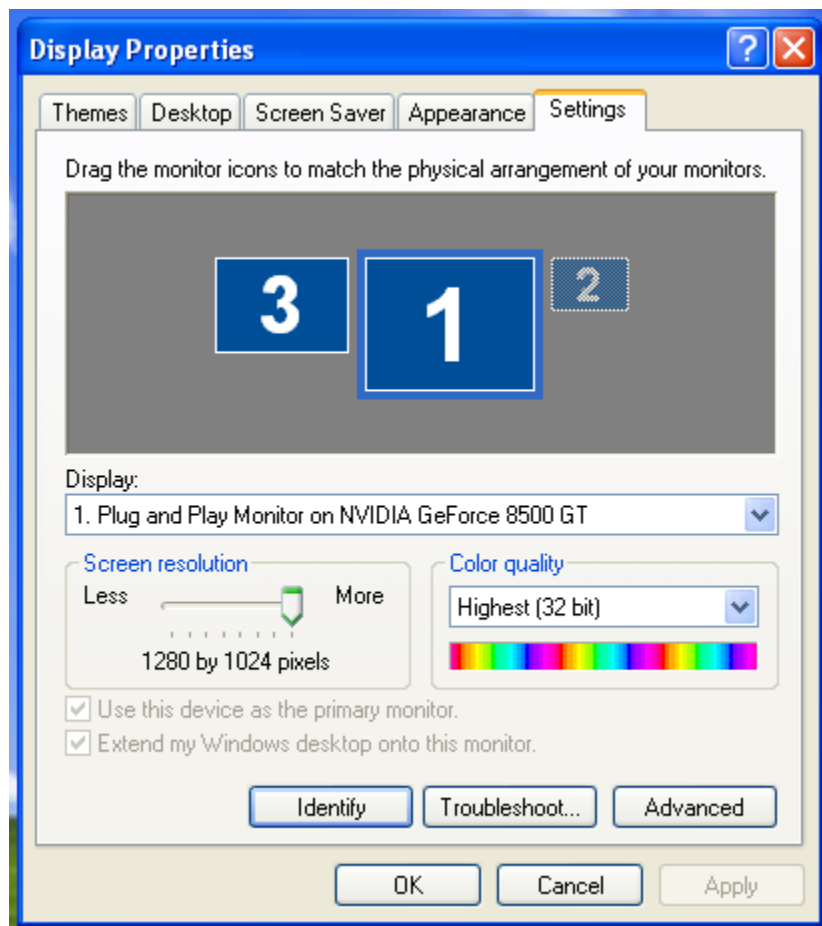 Display Properties
Themes Desktop Screen Saver Appearance Settings
Drag the monitor icons to match the physical arrangement of your monitors.
3 1 2
Display:
1. Plug and Play Monitor on NVIDIA GeForce 8500 GT
Screen resolution Color quality
Less More Highest (32 bit)
1280 by 1024 pixels
Use this device as the primary monitor.
Extend my Windows desktop onto this monitor.
Identify Troubleshoot... Advanced
OK Cancel Apply